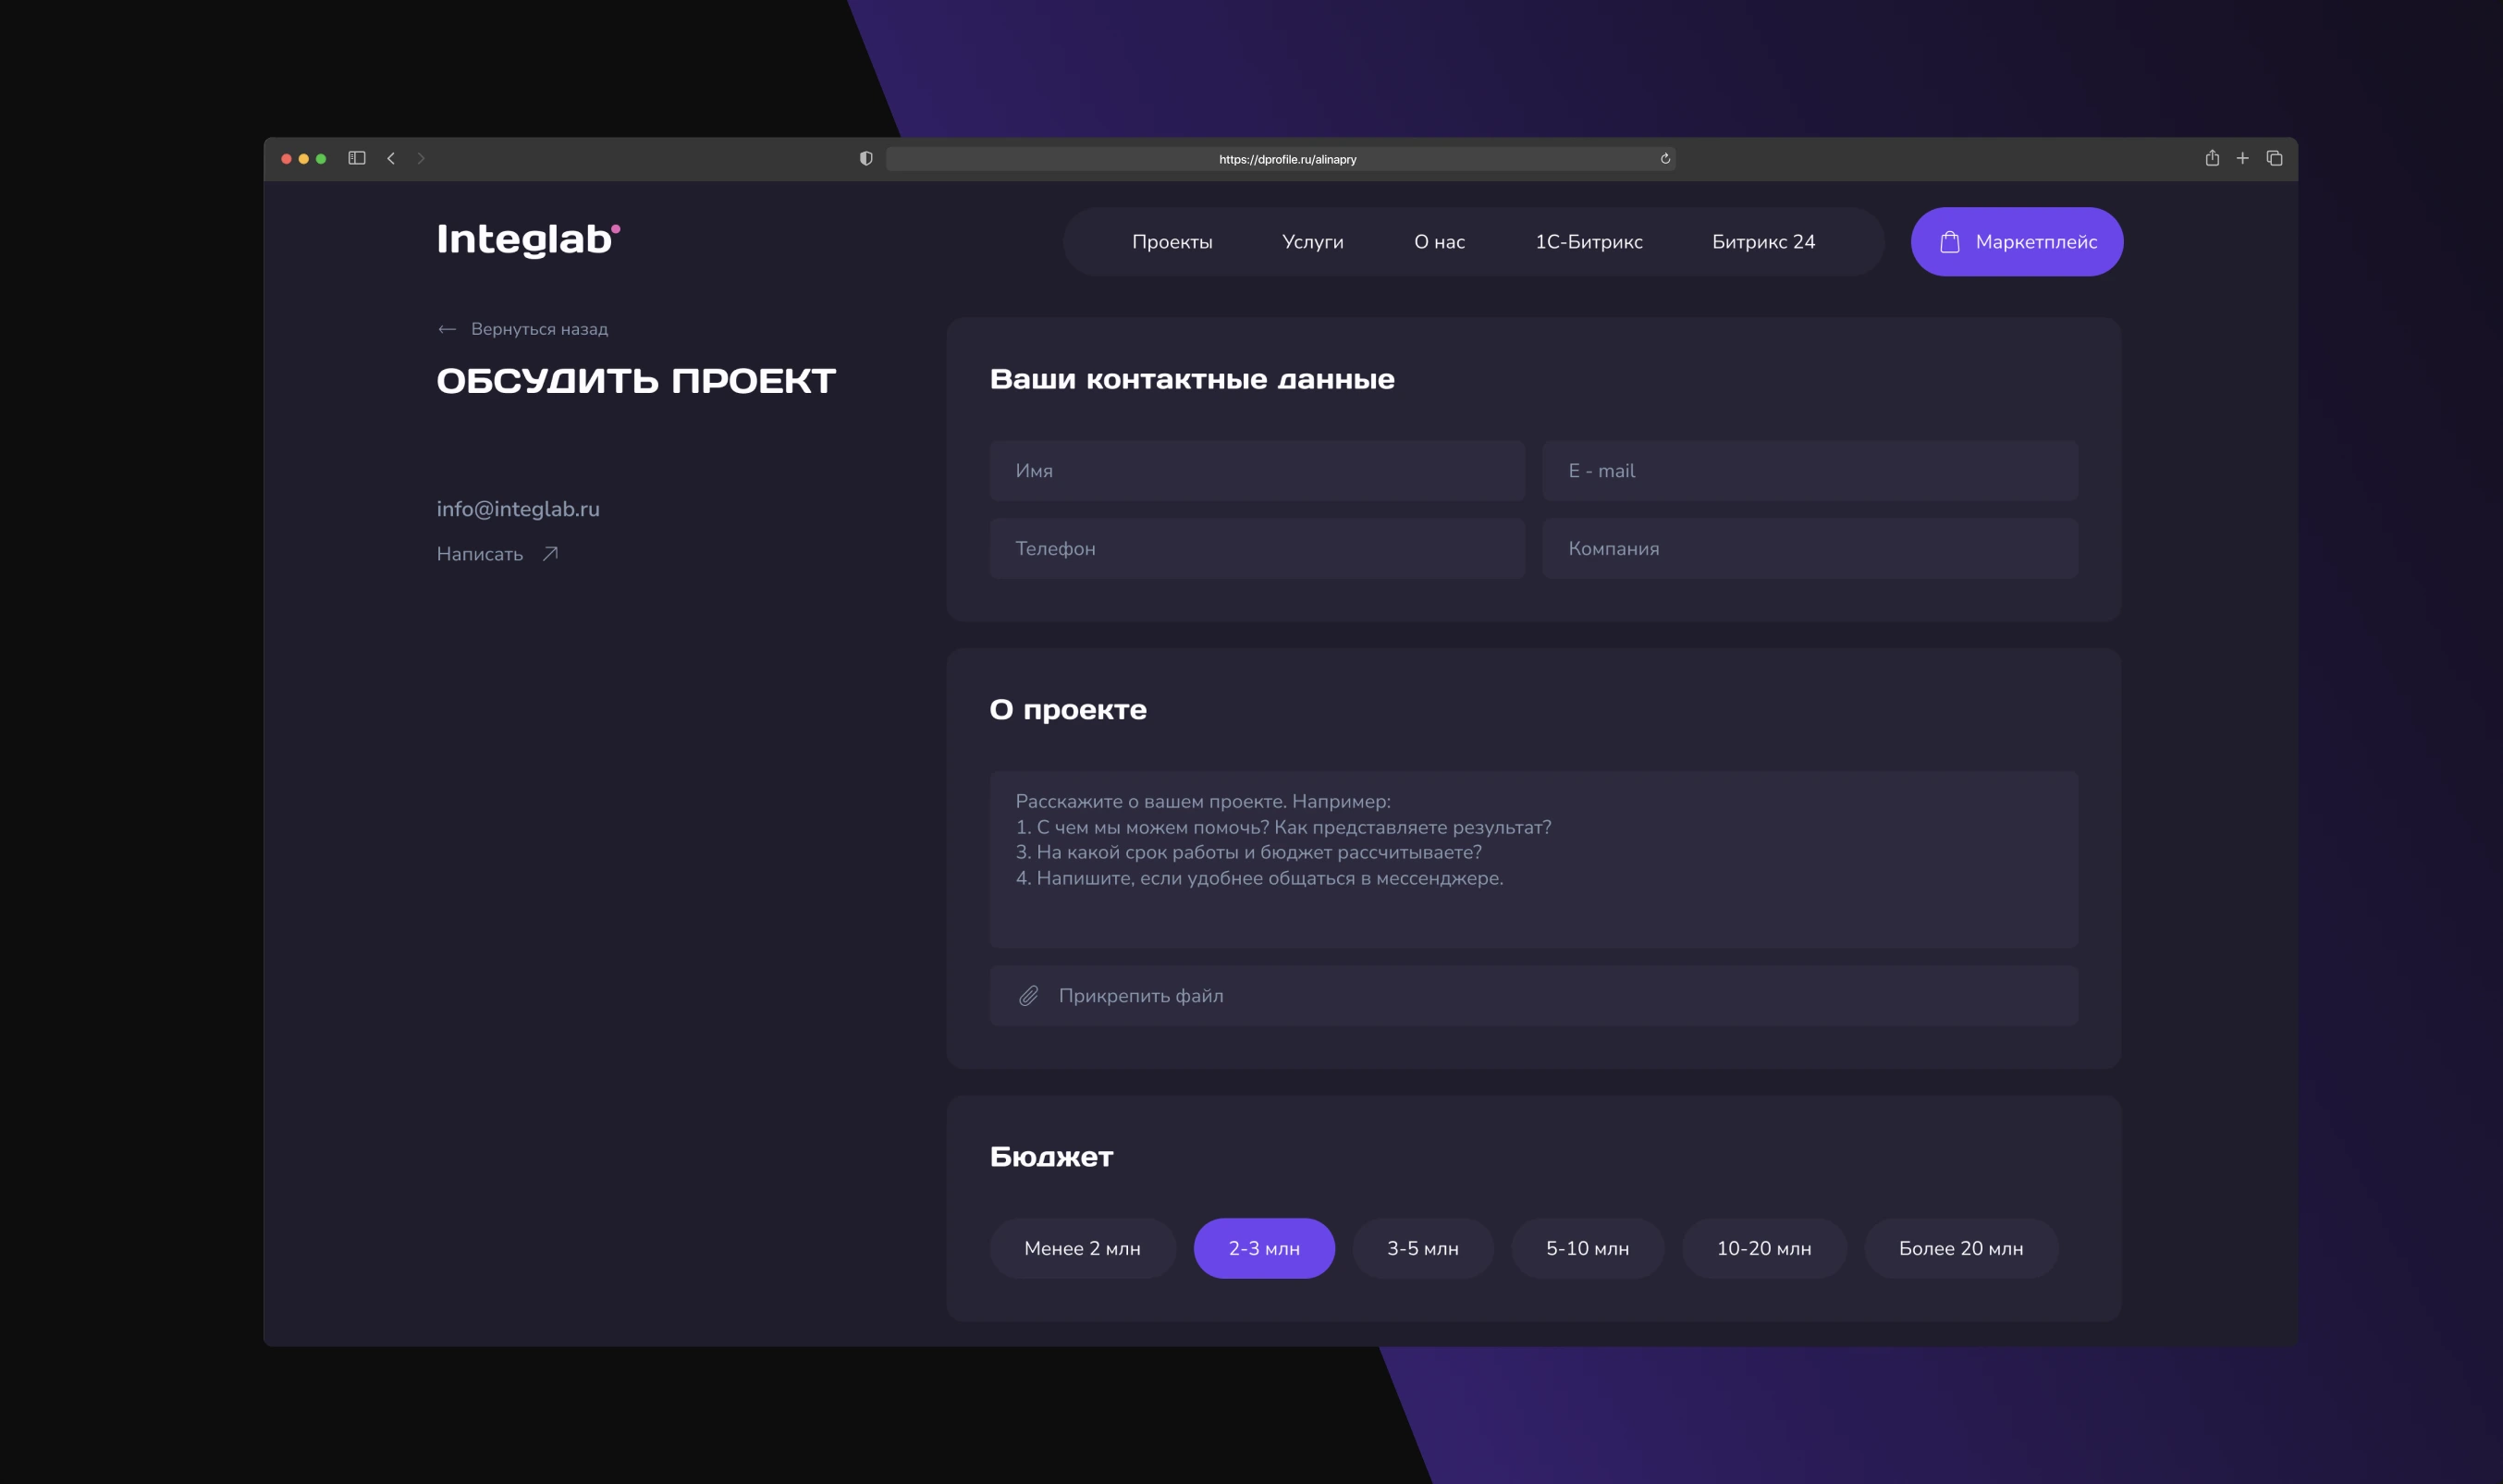 https://dprofile.ru/alinapry
Integlab
Проекты Услуги О нас 1С-Битрикс Битрикс 24 Маркетплейс
Вернуться назад
ОБСУДИТЬ ПРОЕКТ
info@integlab.ru
Написать
Ваши контактные данные
Имя E - mail
Телефон Компания
О проекте
Расскажите о вашем проекте. Например:
1. С чем мы можем помочь? Как представляете результат?
3. На какой срок работы и бюджет рассчитываете?
4. Напишите, если удобнее общаться в мессенджере.
Прикрепить файл
Бюджет
Менее 2 млн 2-3 млн 3-5 млн 5-10 млн 10-20 млн Более 20 млн